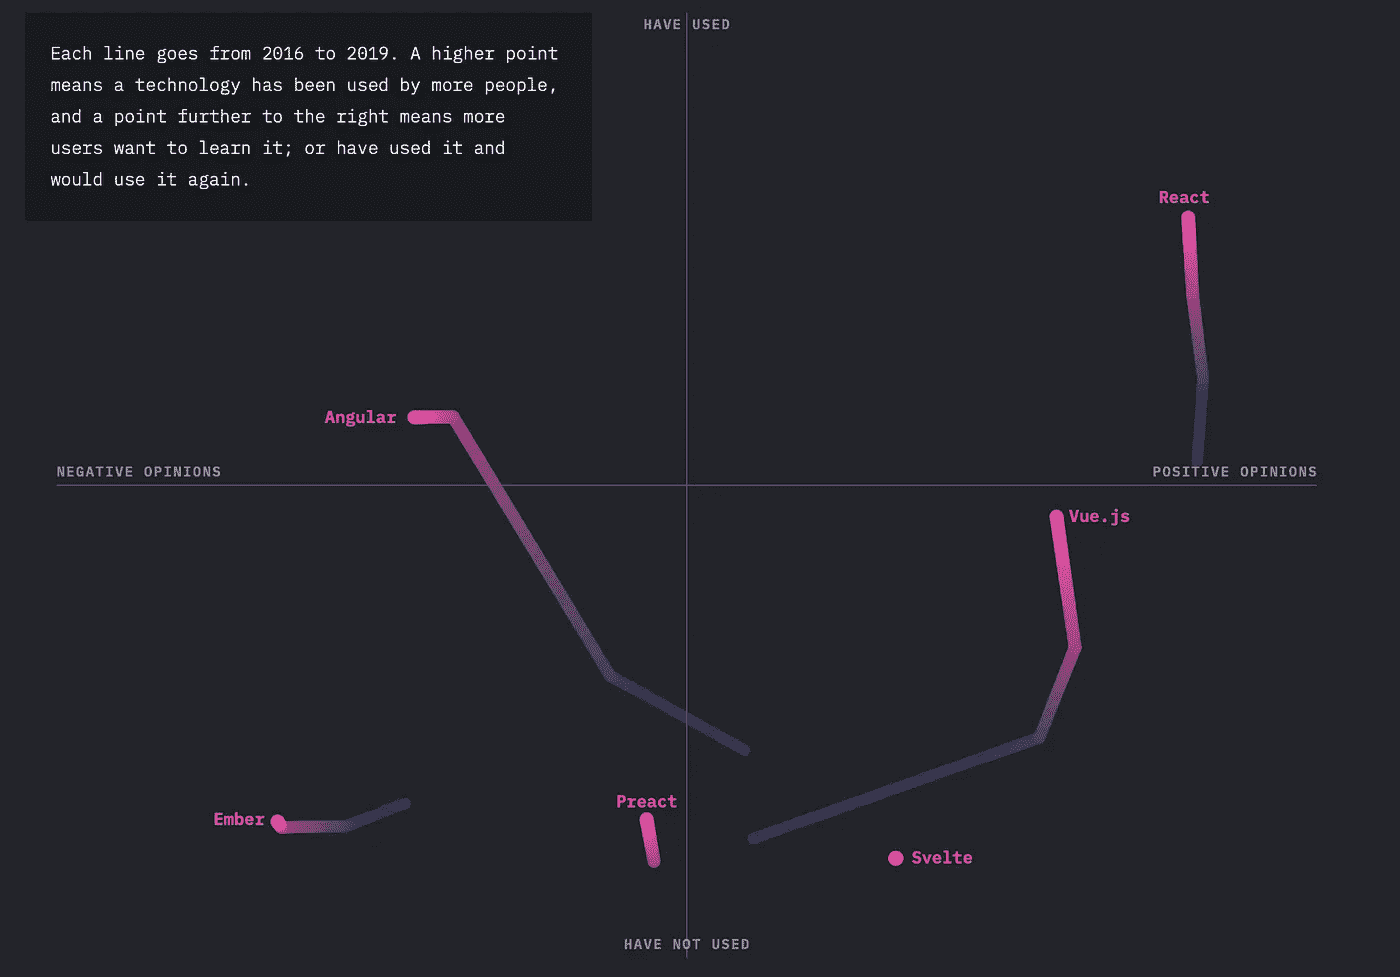 HAVE USED
Each line goes from 2016 to 2019. A higher point
means a technology has been used by more people,
and a point further to the right means more
users want to learn it; or have used it and
would use it again.
React
Angular
NEGATIVE OPINIONS
POSITIVE OPINIONS
Vue.js
Preact
Ember
Svelte
HAVE NOT USED